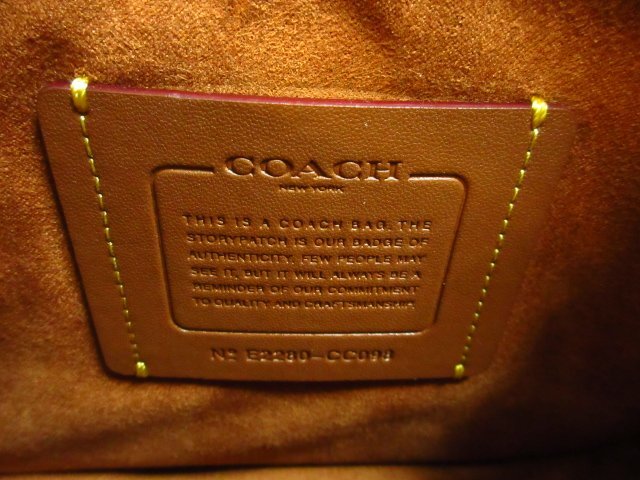 COACH
NEW YORK
THIS IS A COACH BAG. THE
STORYPATCH IS OUR BADGE OF
AUTHENTICITY. FEW PEOPLE MAY
SEE IT, BUT IT WILL ALWAYS BE A
REMINDER OF OUR COMMITMENT
TO QUALITY AND CRAFTSMANSHIP.
Nº E2280-CC098